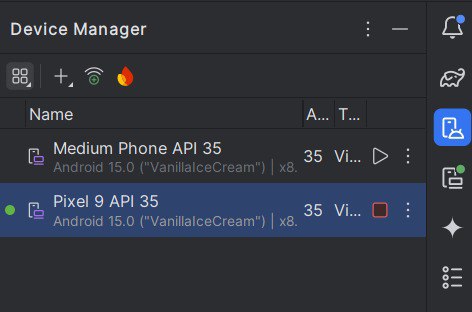 Device Manager
Name A... T...
Medium Phone API 35
Android 15.0 ("VanillaIceCream") | x8. 35 Vi...
Pixel 9 API 35
Android 15.0 ("VanillaIceCream") | x8. 35 Vi...